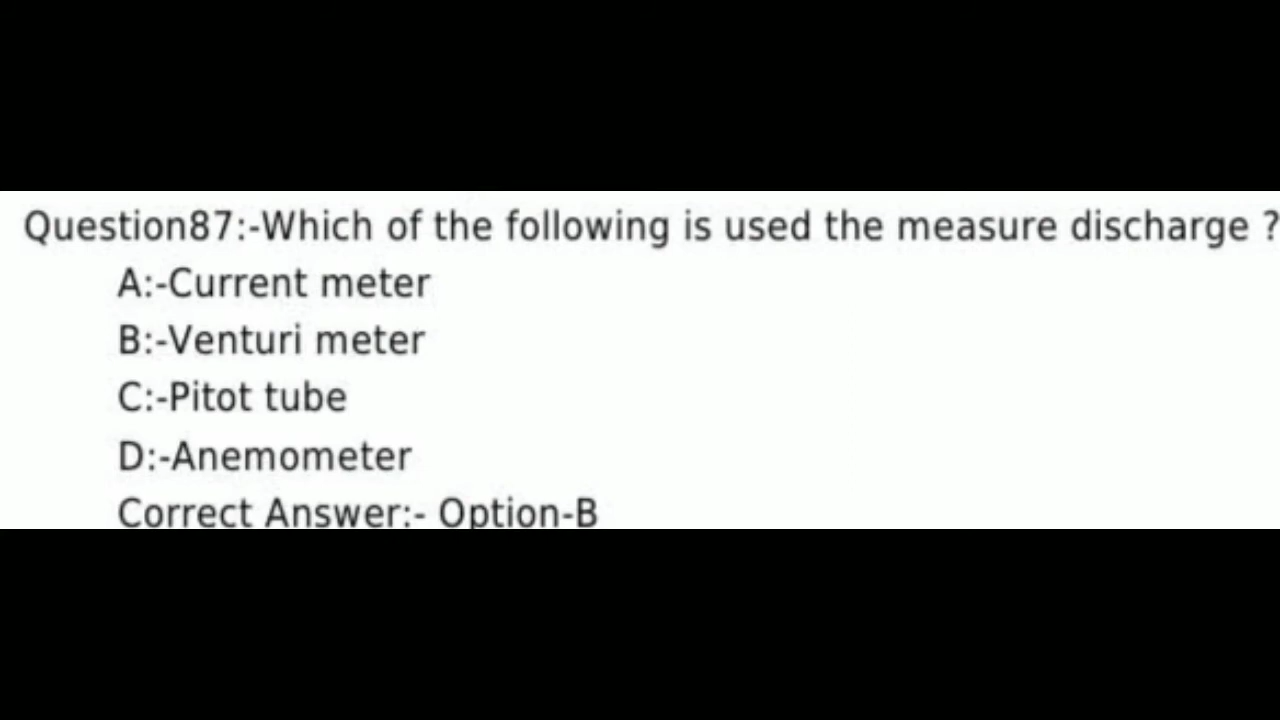 Question87:-Which of the following is used the measure discharge ?
A:-Current meter
B:-Venturi meter
C:-Pitot tube
D:-Anemometer
Correct Answer:- Option-B